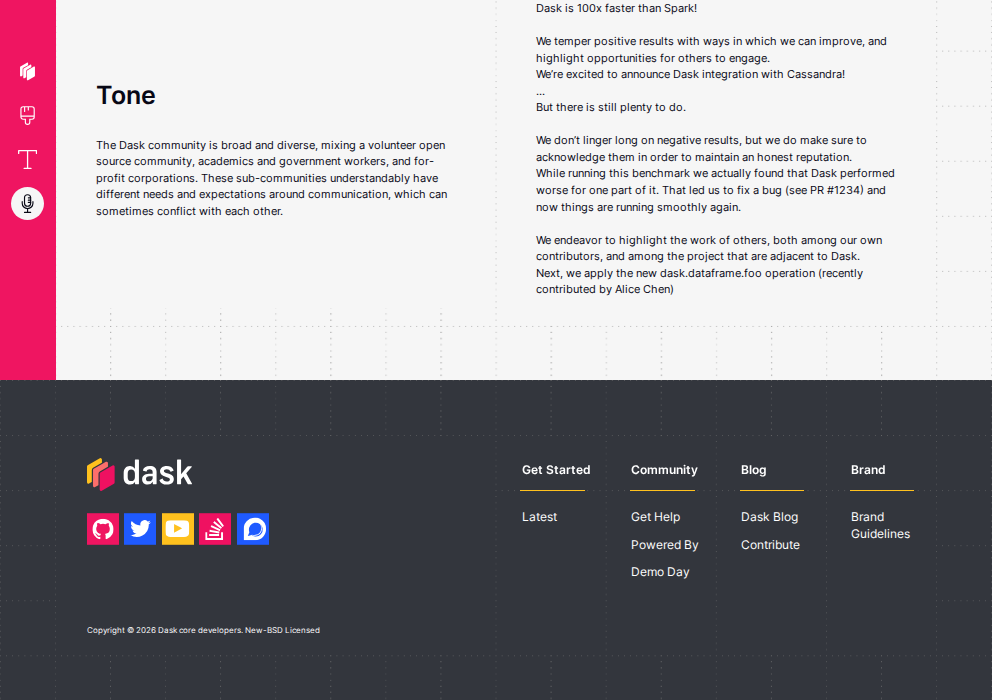 Tone
The Dask community is broad and diverse, mixing a volunteer open
source community, academics and government workers, and for-
profit corporations. These sub-communities understandably have
different needs and expectations around communication, which can
sometimes conflict with each other.
Dask is 100x faster than Spark!
We temper positive results with ways in which we can improve, and
highlight opportunities for others to engage.
We're excited to announce Dask integration with Cassandra!
...
But there is still plenty to do.
We don't linger long on negative results, but we do make sure to
acknowledge them in order to maintain an honest reputation.
While running this benchmark we actually found that Dask performed
worse for one part of it. That led us to fix a bug (see PR #1234) and
now things are running smoothly again.
We endeavor to highlight the work of others, both among our own
contributors, and among the project that are adjacent to Dask.
Next, we apply the new dask.dataframe.foo operation (recently
contributed by Alice Chen)
dask
Get Started
Latest
Community
Get Help
Powered By
Demo Day
Blog
Dask Blog
Contribute
Brand
Brand
Guidelines
Copyright © 2026 Dask core developers. New-BSD Licensed